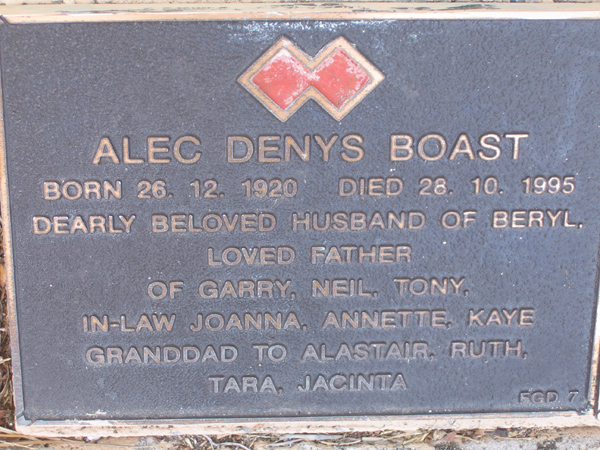 ALEC DENYS BOAST
BORN 26. 12. 1920 DIED 28. 10. 1995
DEARLY BELOVED HUSBAND OF BERYL,
LOVED FATHER
OF GARRY, NEIL, TONY,
IN-LAW JOANNA, ANNETTE, KAYE
GRANDDAD TO ALASTAIR, RUTH,
TARA, JACINTA
FGD 7